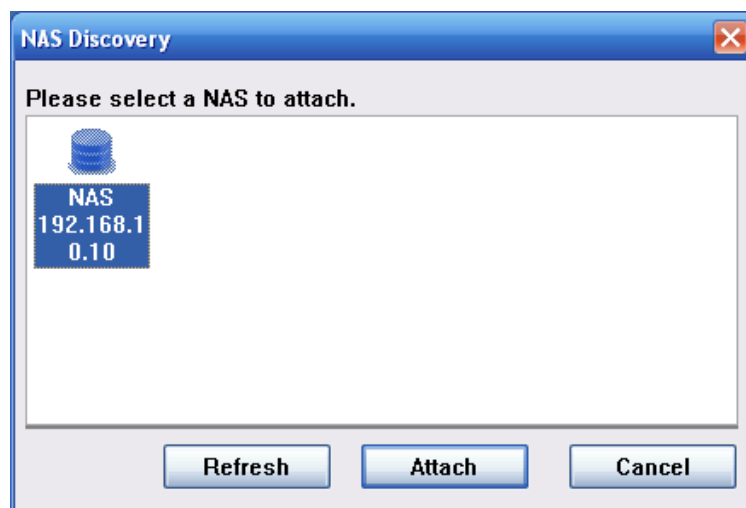 NAS Discovery
Please select a NAS to attach.
NAS
192.168.1
0.10
Refresh
Attach
Cancel